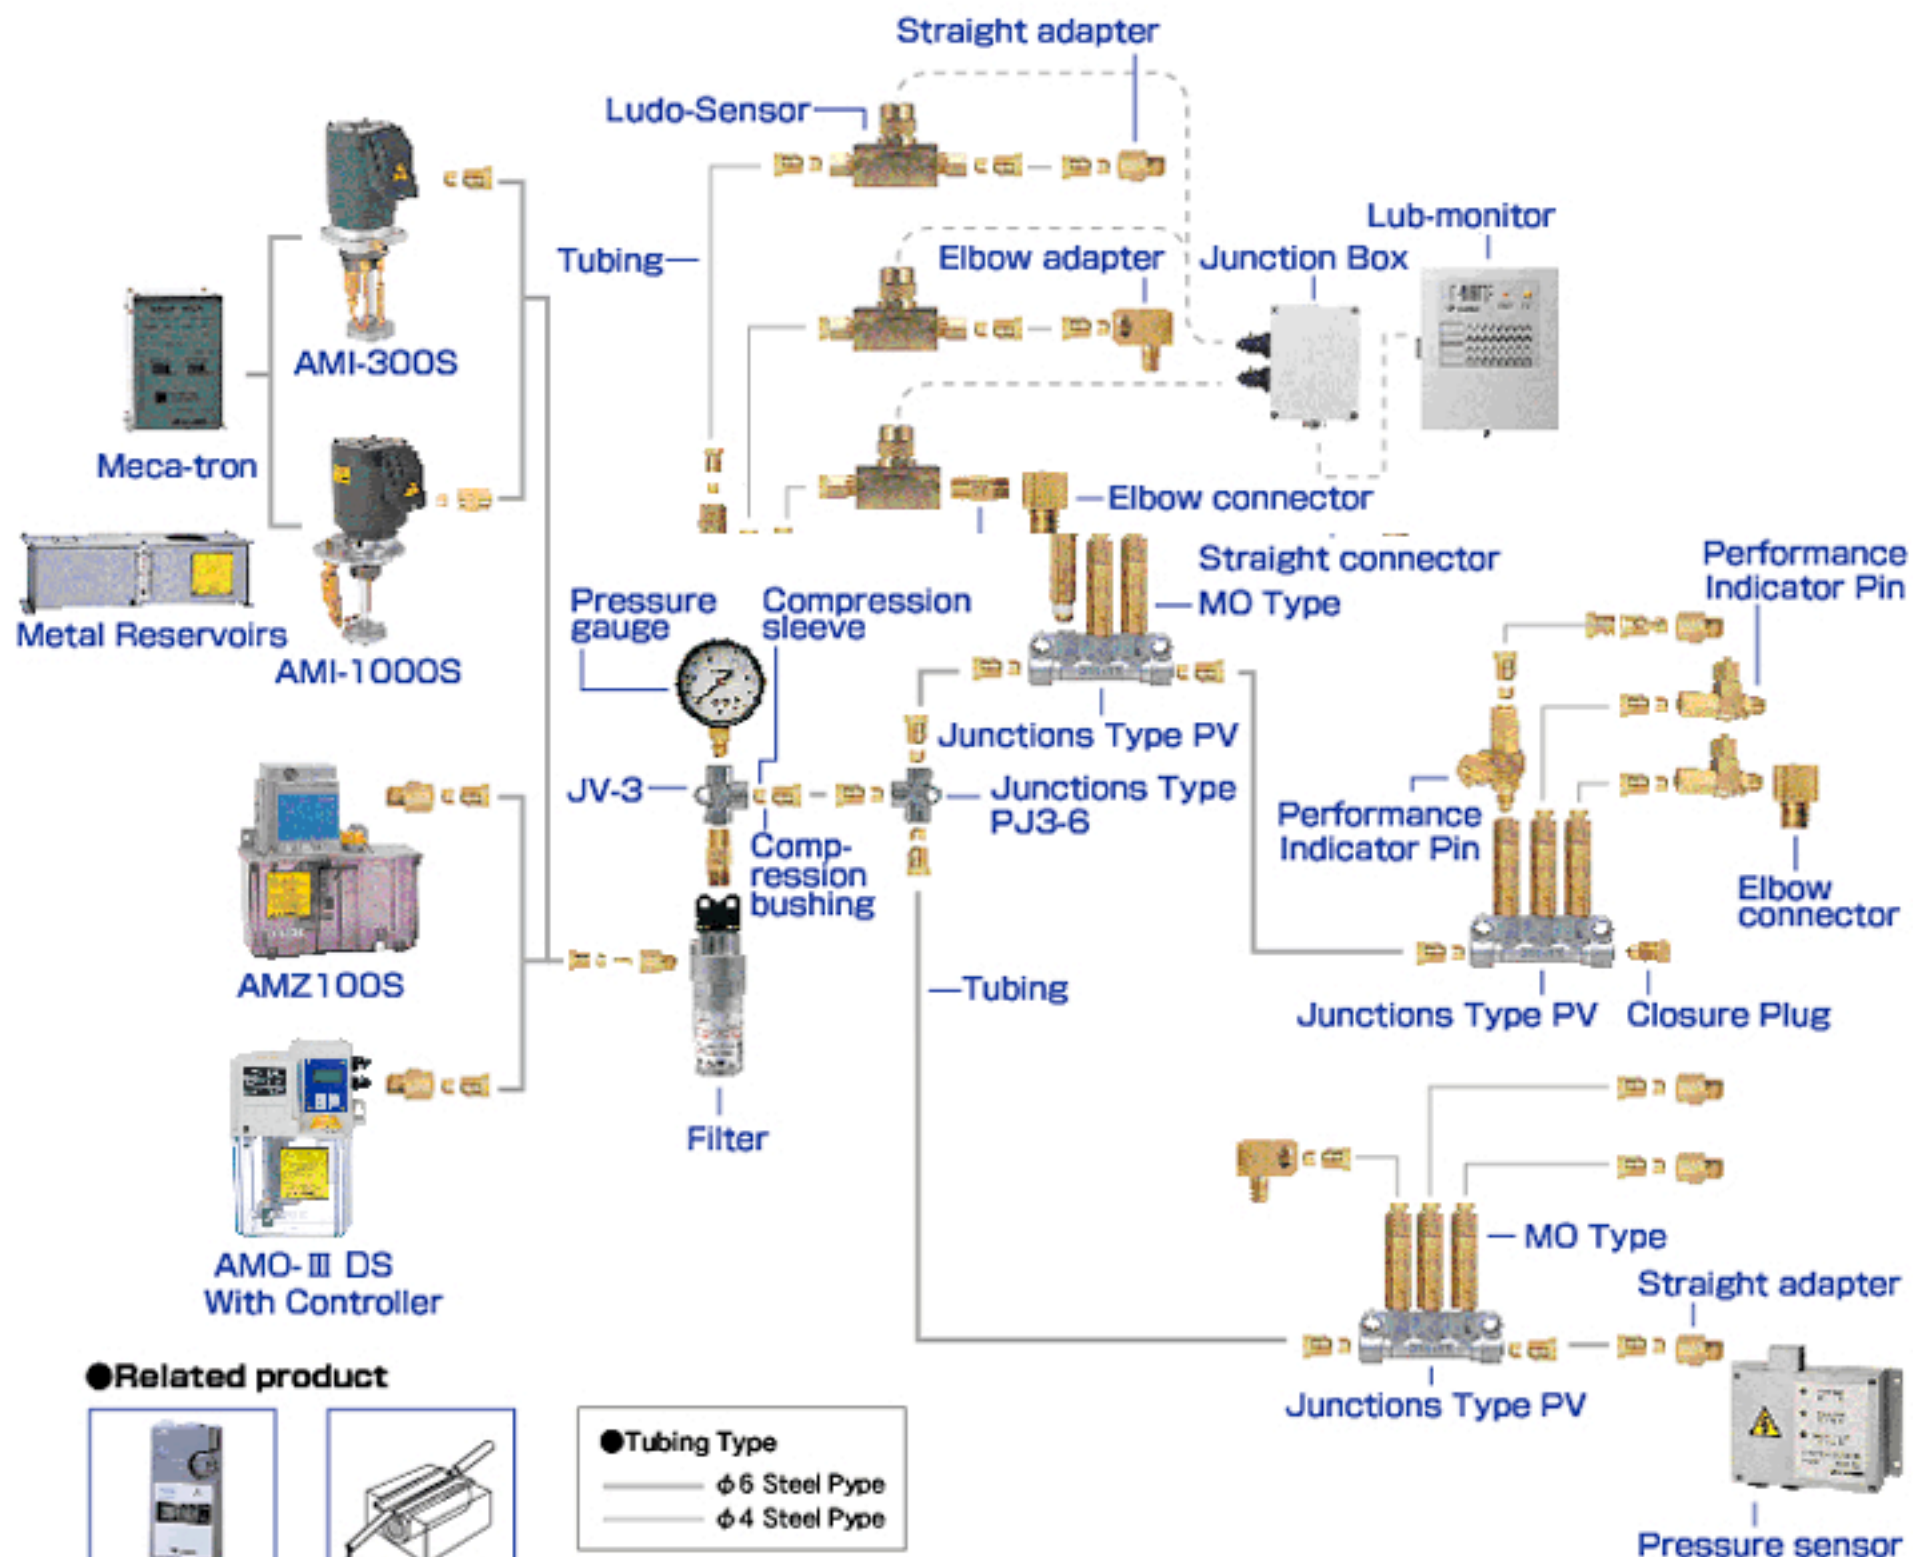 Straight adapter
Ludo-Sensor
Lub-monitor
Tubing
Elbow adapter
Junction Box
AMI-300S
Meca-tron
Elbow connector
Straight connector
MO Type
Performance
Indicator Pin
Pressure
gauge
Compression
sleeve
Metal Reservoirs
AMI-1000S
Junctions Type PV
JV-3
Junctions Type
PJ3-6
Comp-
ression
bushing
Performance
Indicator Pin
Elbow
connector
AMZ100S
Tubing
Junctions Type PV
Closure Plug
Filter
MO Type
AMO-Ⅲ DS
With Controller
Straight adapter
●Related product
Junctions Type PV
●Tubing Type
φ6 Steel Pype
φ4 Steel Pype
Pressure sensor